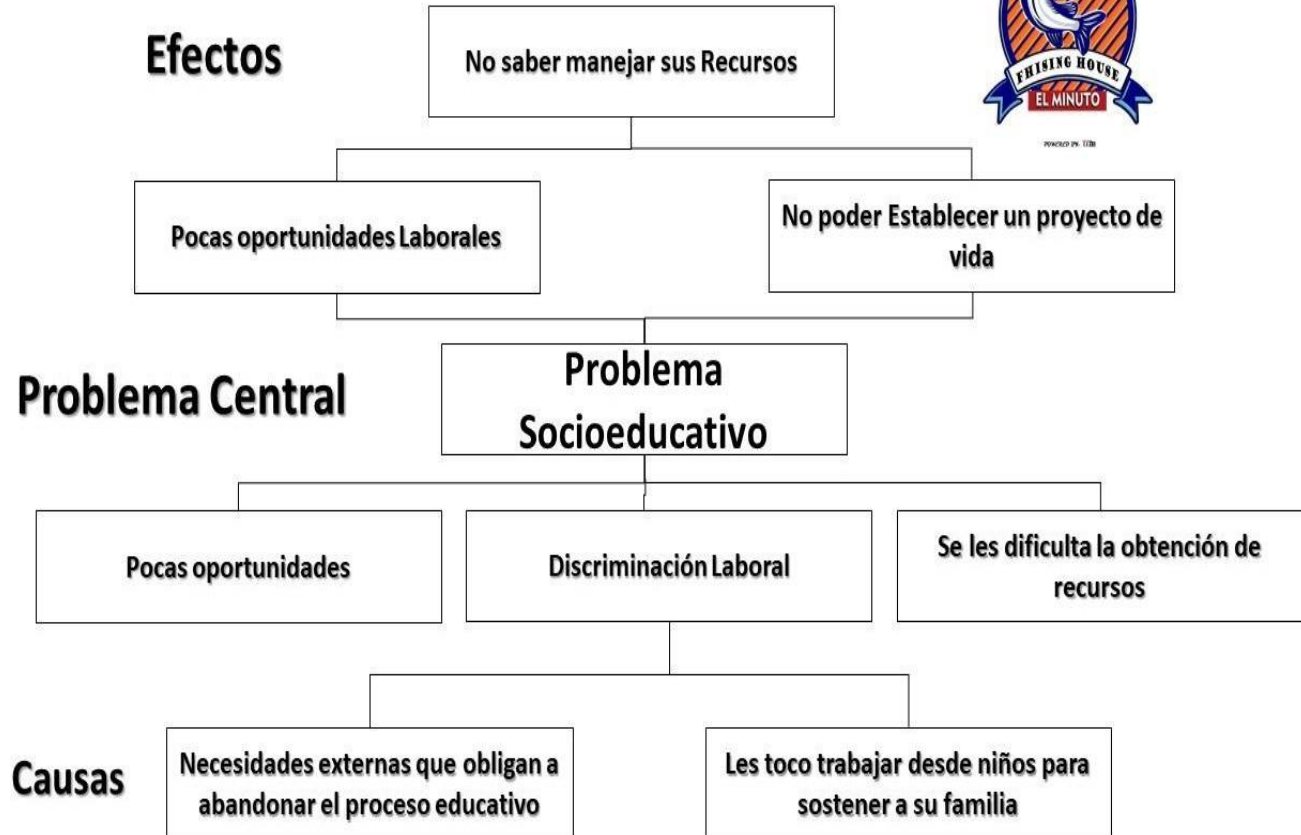 Efectos
No saber manejar sus Recursos
FHISING HOUSE
EL MINUTO
POWERED BY:
Pocas oportunidades Laborales
No poder Establecer un proyecto de
vida
Problema Central
Problema
Socioeducativo
Pocas oportunidades
Discriminación Laboral
Se les dificulta la obtención de
recursos
Causas
Necesidades externas que obligan a
abandonar el proceso educativo
Les toco trabajar desde niños para
sostener a su familia